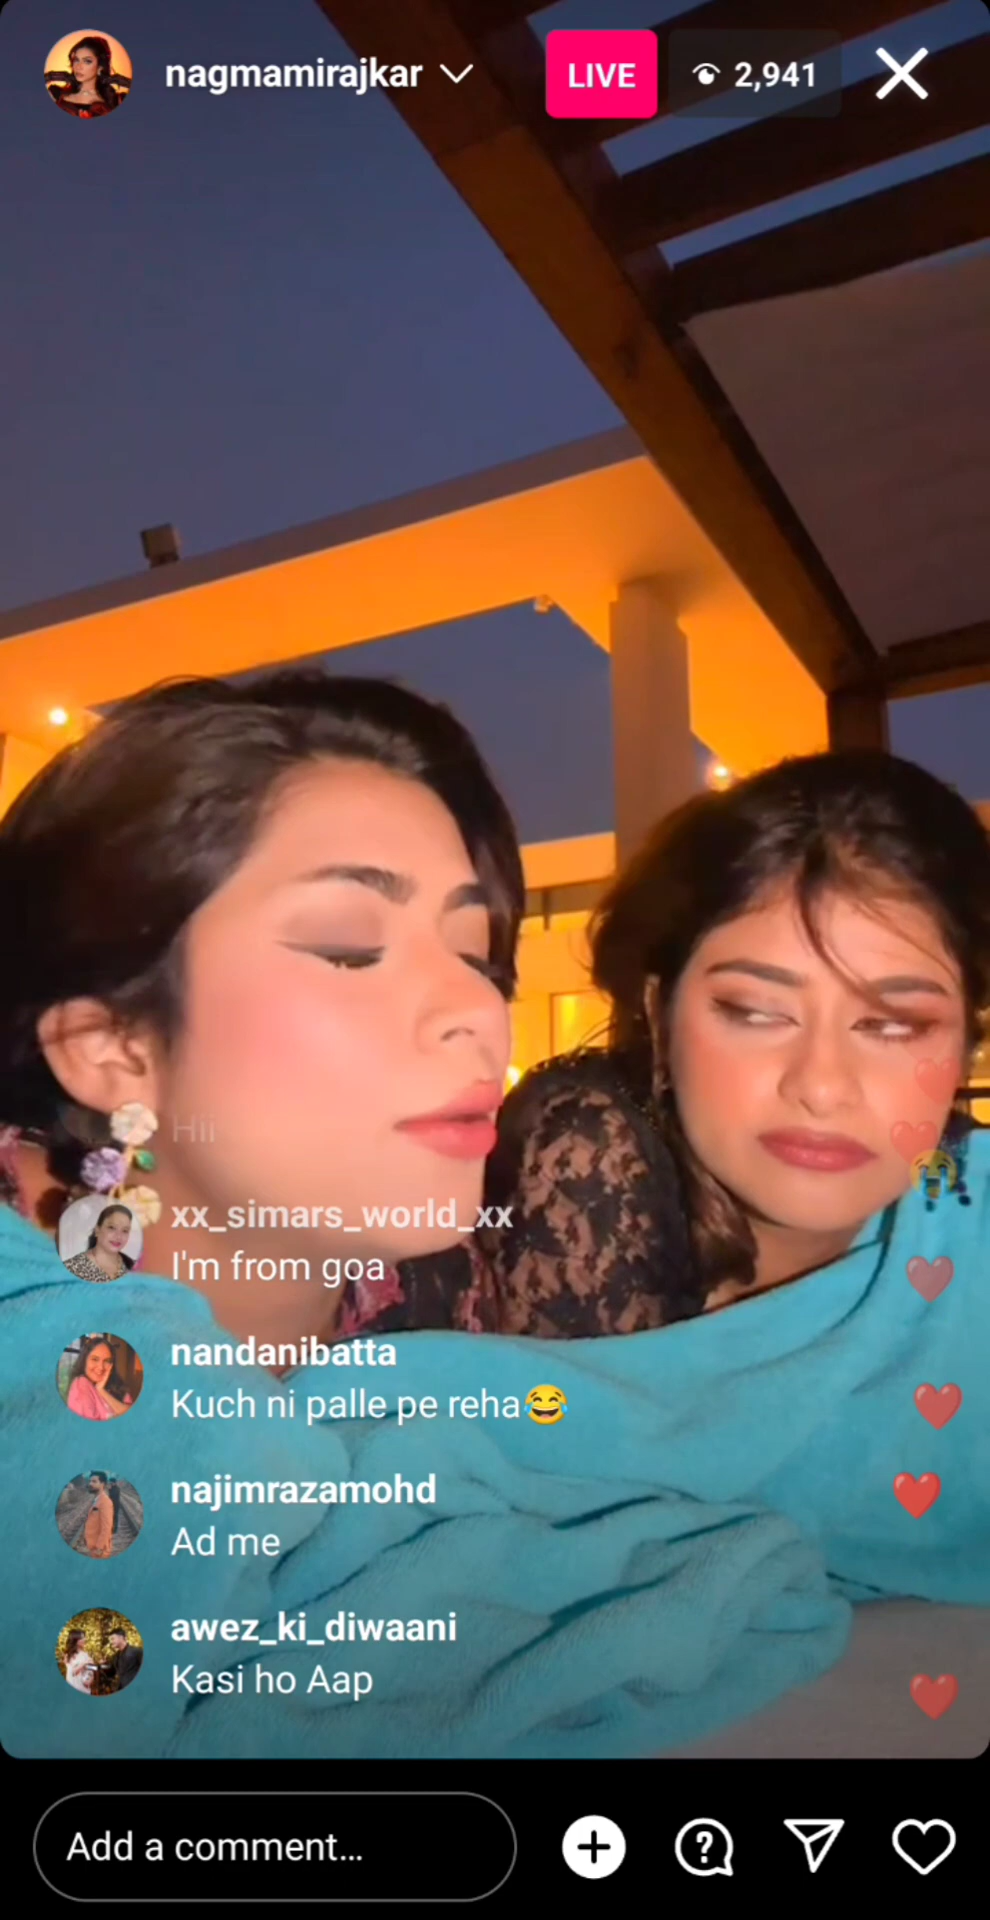 nagmamirajkar
LIVE
2,941
Hii
xx_simars_world_xx
I'm from goa
nandanibatta
Kuch ni palle pe reha😂
najimrazamohd
Ad me
awez_ki_diwaani
Kasi ho Aap
Add a comment...